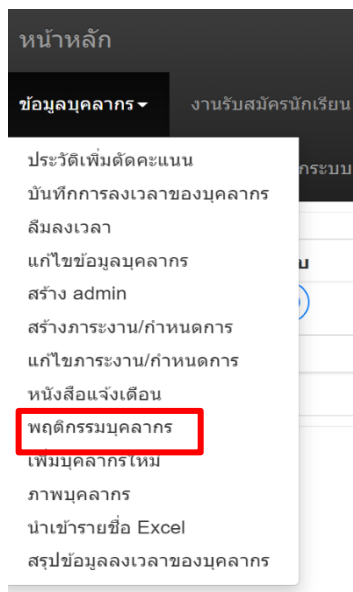 หน้าหลัก
ข้อมูลบุคลากร งานรับสมัครนักเรียน
ประวัติเพิ่มตัดคะแนน
กระบบ
บันทึกการลงเวลาของบุคลากร
ลืมลงเวลา
แก้ไขข้อมูลบุคลากร
สร้าง admin
สร้างภาระงาน/กำหนดการ
แก้ไขภาระงาน/กำหนดการ
หนังสือแจ้งเตือน
พฤติกรรมบุคลากร
เพิ่มบุคลากรใหม่
ภาพบุคลากร
นำเข้ารายชื่อ Excel
สรุปข้อมูลลงเวลาของบุคลากร